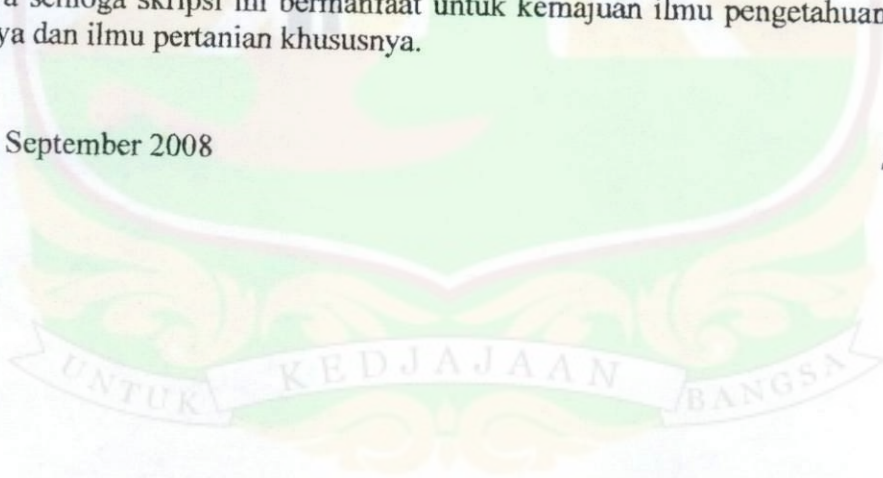 semoga skripsi ini bermanfaat untuk kemajuan ilmu pengetahuan
ya dan ilmu pertanian khususnya.
September 2008
UNTUK KEDJAJAAN BANGSA